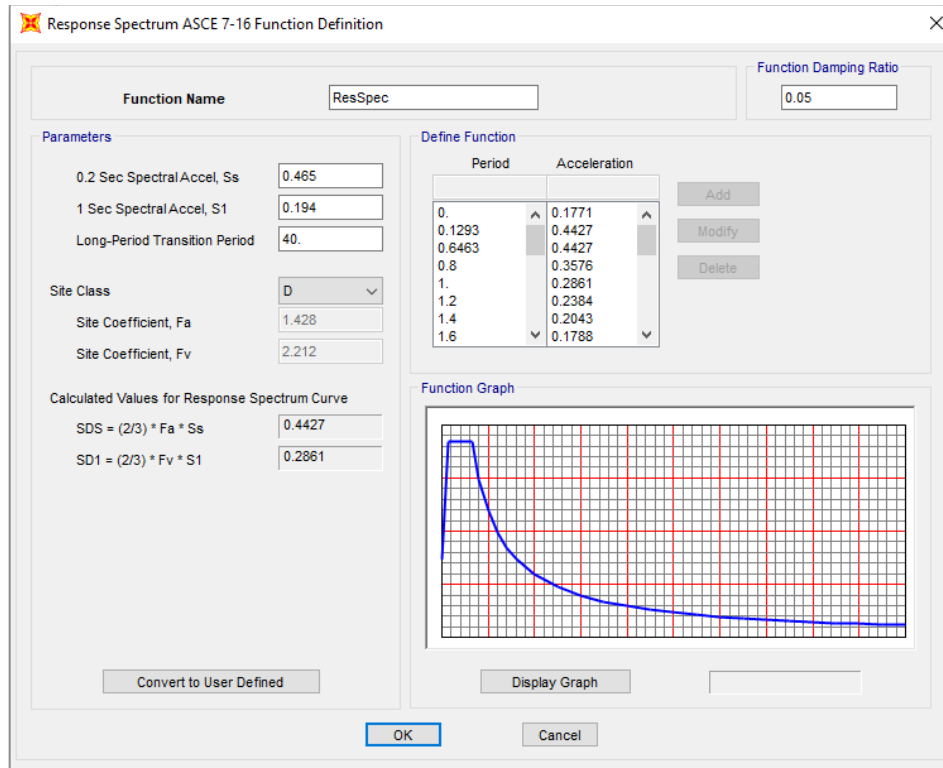 Response Spectrum ASCE 7-16 Function Definition
Function Damping Ratio
Function Name ResSpec 0.05
Parameters
0.2 Sec Spectral Accel, Ss 0.465
1 Sec Spectral Accel, S1 0.194
Long-Period Transition Period 40.
Site Class D
Site Coefficient, Fa 1.428
Site Coefficient, Fv 2.212
Calculated Values for Response Spectrum Curve
SDS = (2/3) * Fa * Ss 0.4427
SD1 = (2/3) * Fv * S1 0.2861
Convert to User Defined
Define Function
Period Acceleration
0. 0.1771
0.1293 0.4427
0.6463 0.4427
0.8 0.3576
1. 0.2861
1.2 0.2384
1.4 0.2043
1.6 0.1788
Add
Modify
Delete
Function Graph
Display Graph
OK Cancel